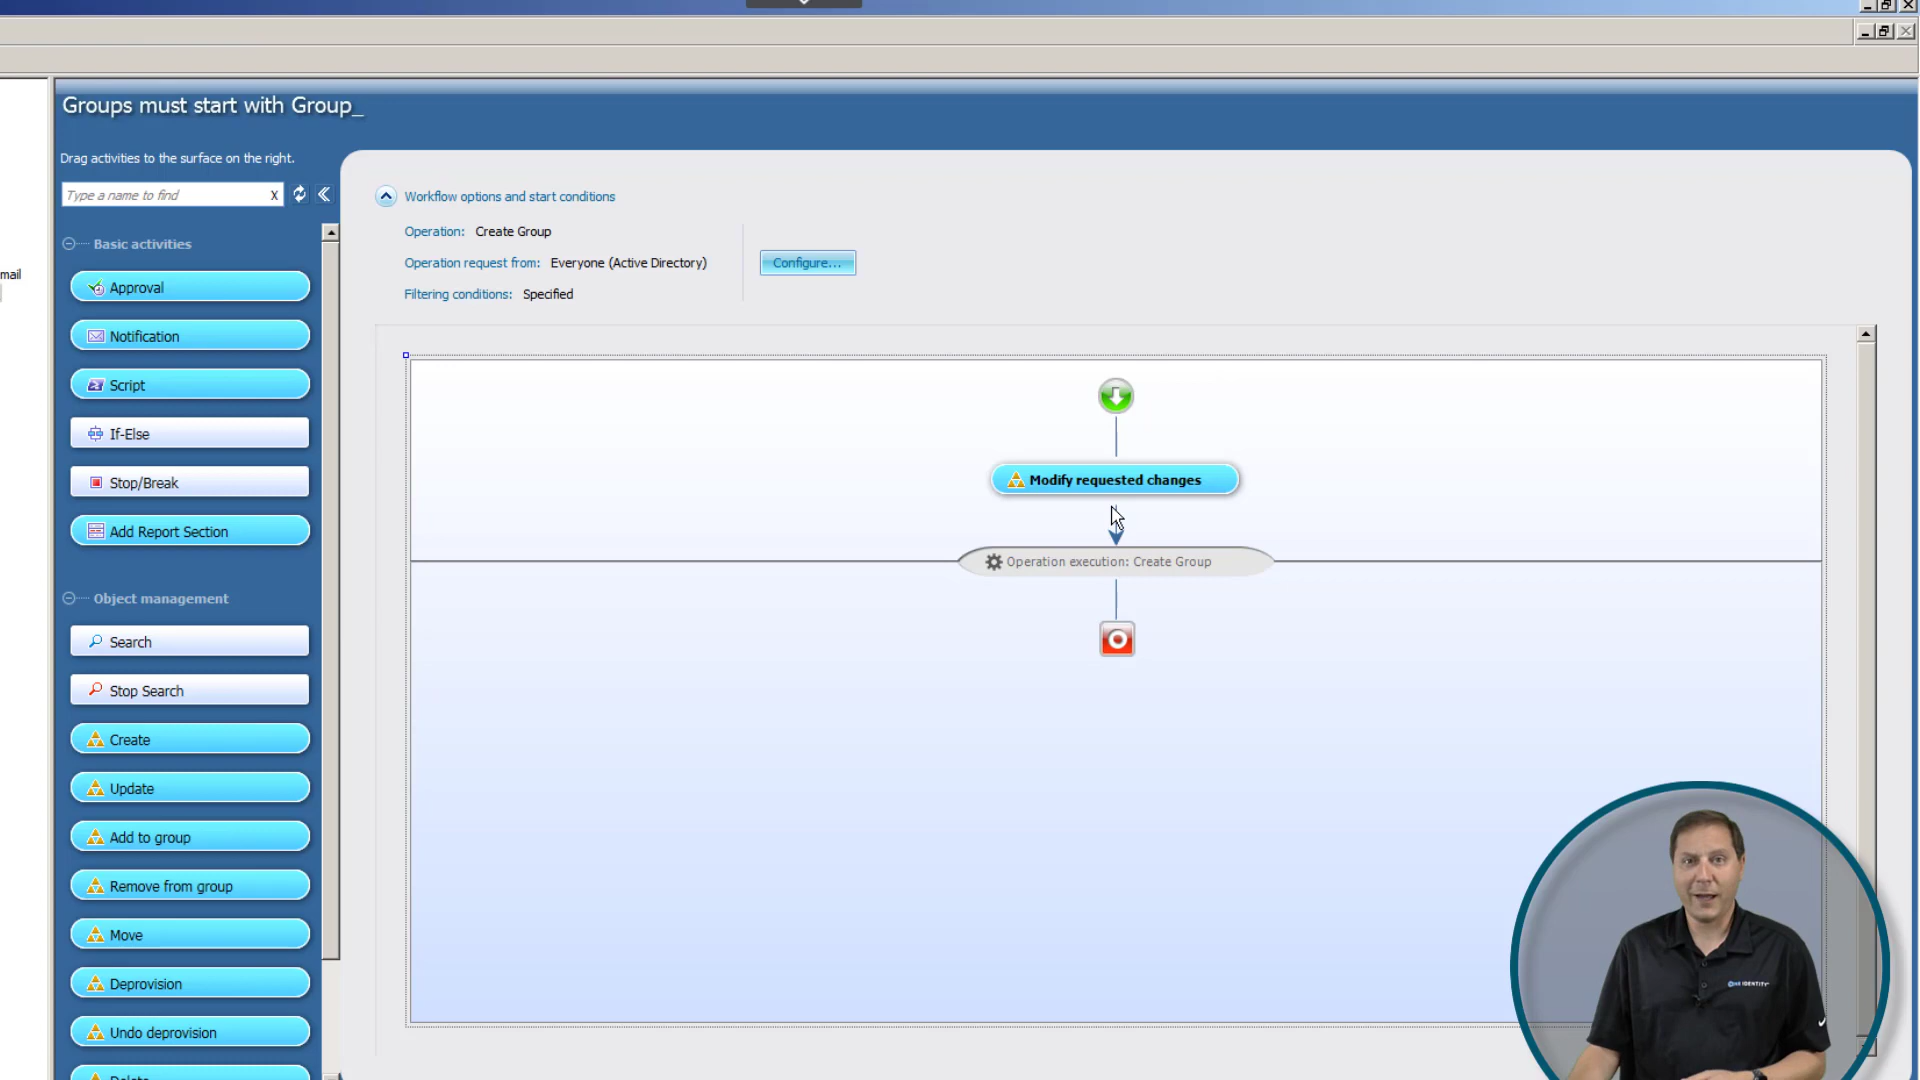 Groups must start with Group_
Drag activities to the surface on the right.
Type a name to find X
Workflow options and start conditions
Operation: Create Group
Operation request from: Everyone (Active Directory)
Configure...
Filtering conditions: Specified
mail
Basic activities
Approval
Notification
Script
If-Else
Stop/Break
Add Report Section
Object management
Search
Stop Search
Create
Update
Add to group
Remove from group
Move
Deprovision
Undo deprovision
Modify requested changes
Operation execution: Create Group
ONE IDENTITY